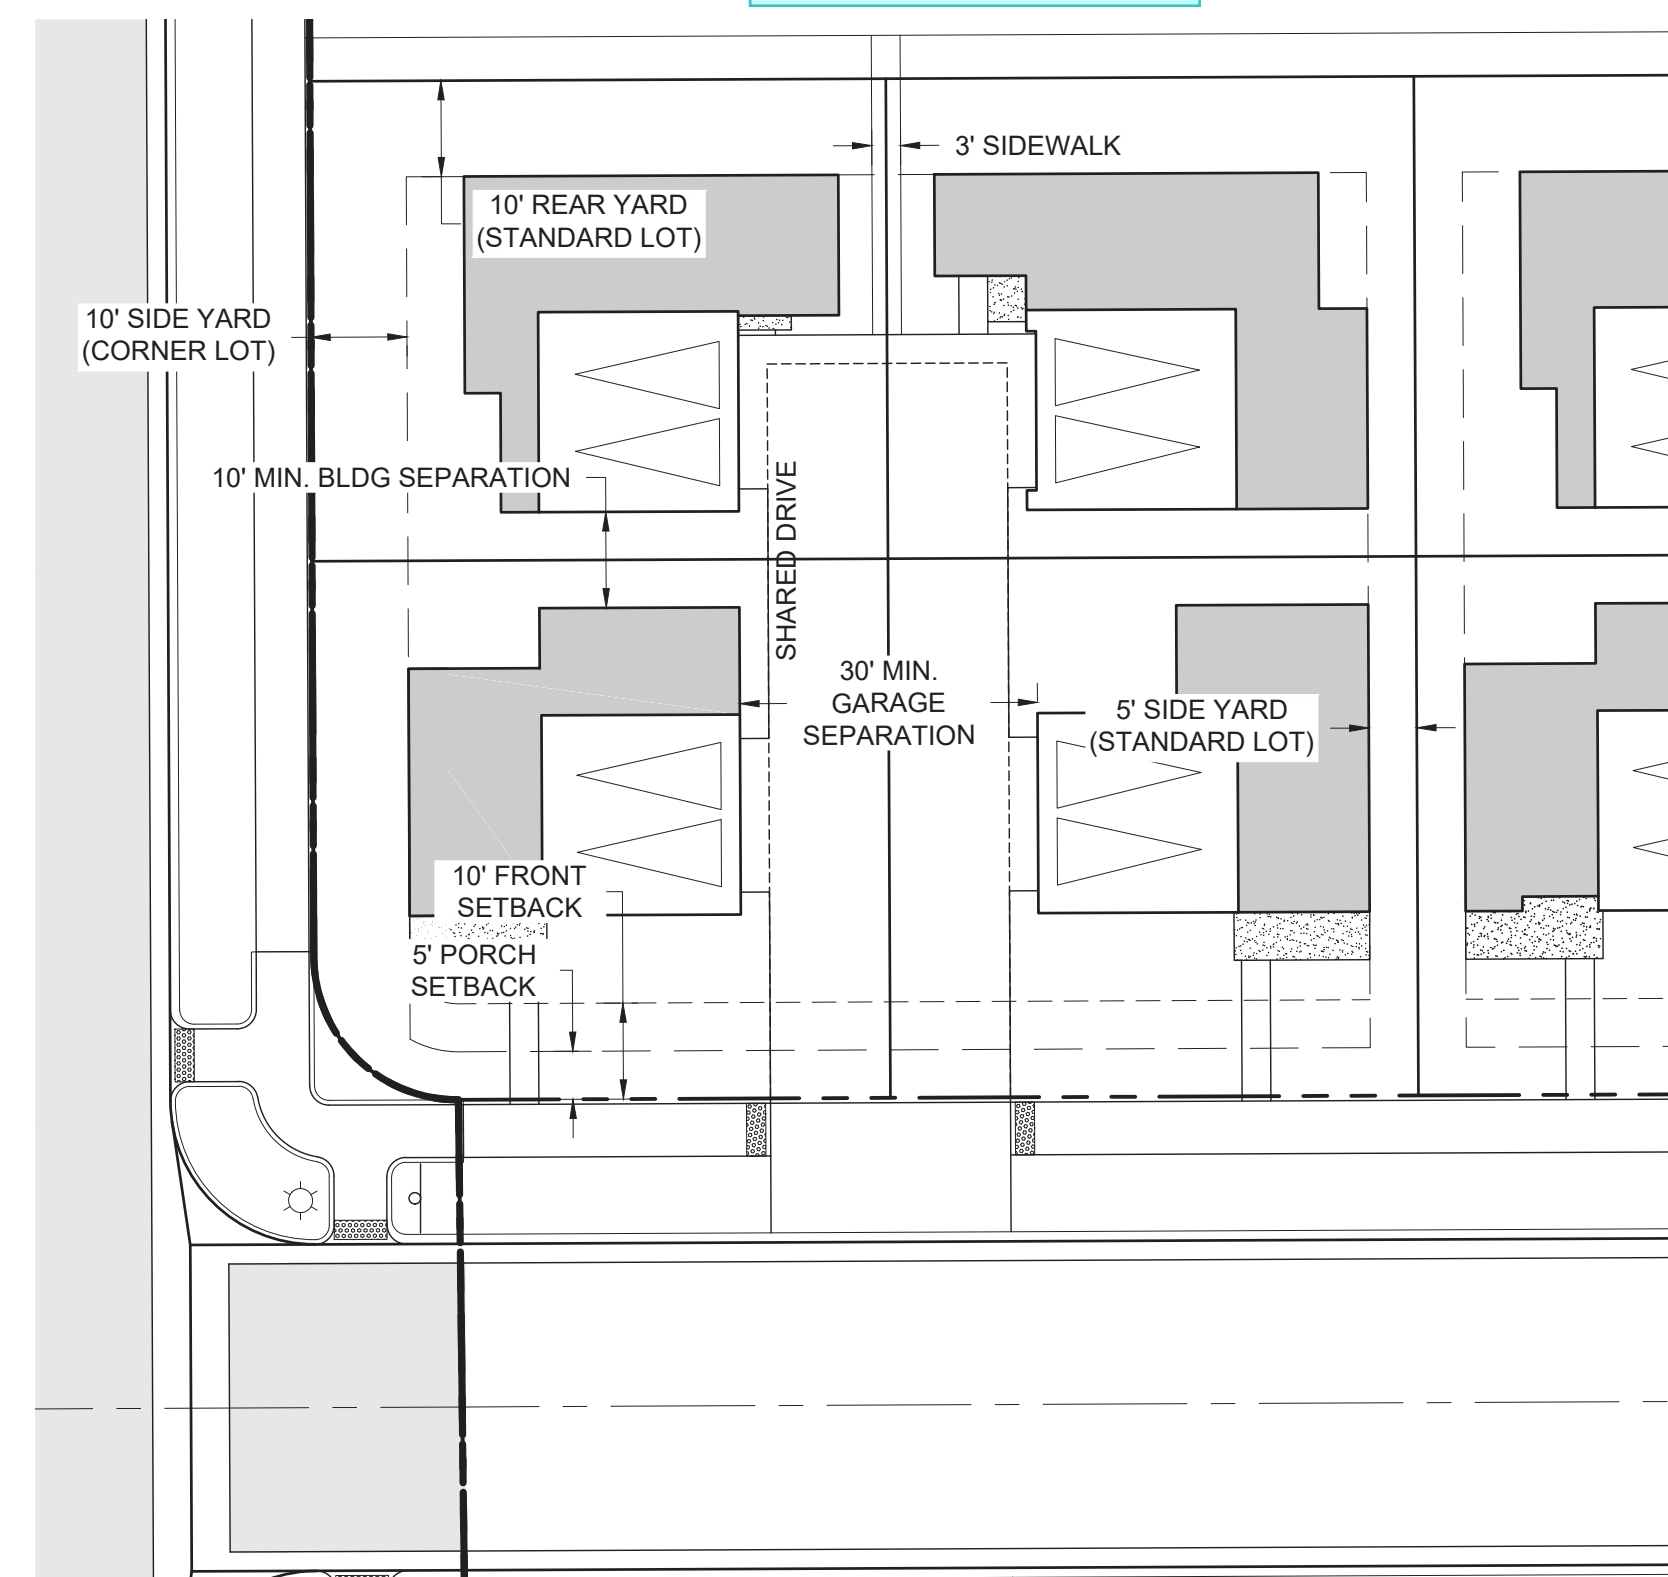 3' SIDEWALK
10' REAR YARD
(STANDARD LOT)
10' SIDE YARD
(CORNER LOT)
10' MIN. BLDG SEPARATION
SHARED DRIVE
30' MIN.
GARAGE
SEPARATION
5' SIDE YARD
(STANDARD LOT)
10' FRONT
SETBACK
5' PORCH
SETBACK